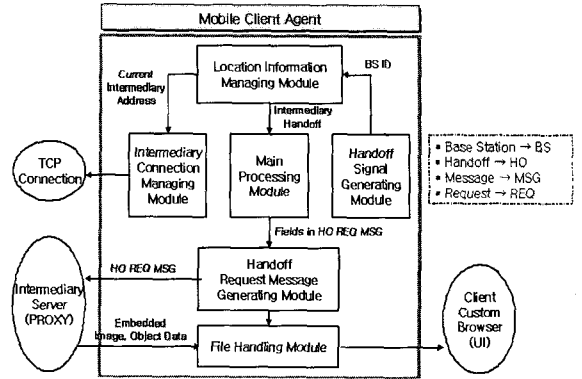 Mobile Client Agent
Location Information
Managing Module
Current
Intermediary
Address
BS ID
Intermediary
Handoff
TCP
Connection
Intermediary
Connection
Managing
Module
Main
Processing
Module
Handoff
Signal
Generating
Module
▪ Base Station → BS
▪ Handoff → HO
▪ Message → MSG
▪ Request → REQ
Fields in HO REQ MSG
HO REQ MSG
Handoff
Request Message
Generating Module
Intermediary
Server
(PROXY)
Embedded
Image, Object Data
File Handling Module
Client
Custom
Browser
(UI)